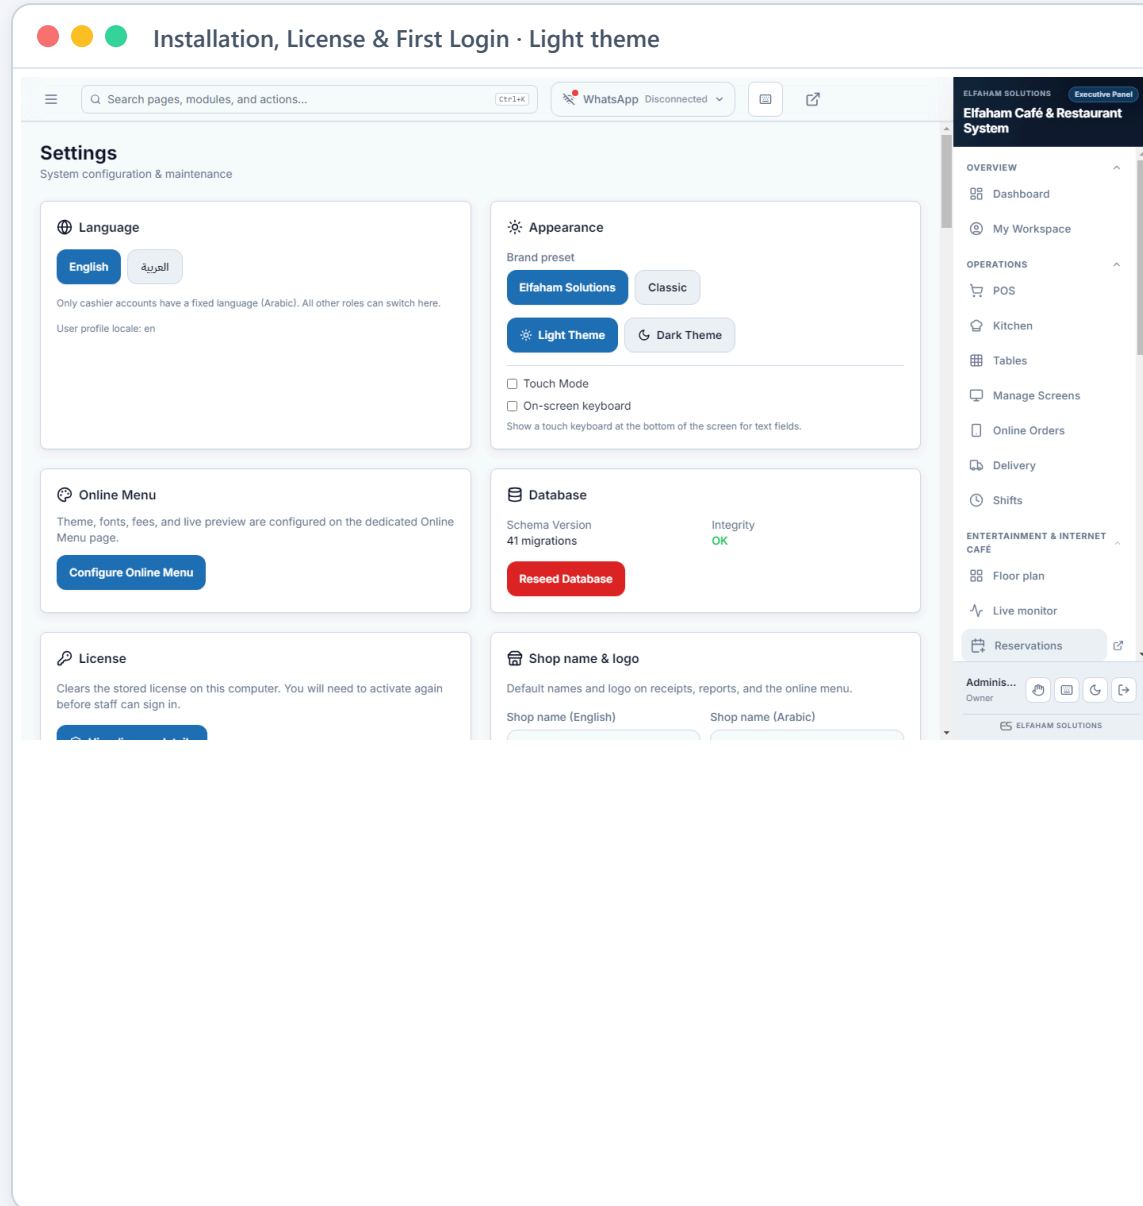 Installation, License & First Login · Light theme
Search pages, modules, and actions...
Ctrl+K
WhatsApp Disconnected
Settings
System configuration & maintenance
Language
English
العربية
Only cashier accounts have a fixed language (Arabic). All other roles can switch here.
User profile locale: en
Appearance
Brand preset
Elfaham Solutions
Classic
Light Theme
Dark Theme
Touch Mode
On-screen keyboard
Show a touch keyboard at the bottom of the screen for text fields.
Online Menu
Theme, fonts, fees, and live preview are configured on the dedicated Online
Menu page.
Configure Online Menu
Database
Schema Version
41 migrations
Integrity
OK
Reseed Database
License
Clears the stored license on this computer. You will need to activate again
before staff can sign in.
Shop name & logo
Default names and logo on receipts, reports, and the online menu.
Shop name (English)
Shop name (Arabic)
ELFAHAM SOLUTIONS
Executive Panel
Elfaham Café & Restaurant
System
OVERVIEW
Dashboard
My Workspace
OPERATIONS
POS
Kitchen
Tables
Manage Screens
Online Orders
Delivery
Shifts
ENTERTAINMENT & INTERNET
CAFÉ
Floor plan
Live monitor
Reservations
Adminis...
Owner
ES ELFAHAM SOLUTIONS